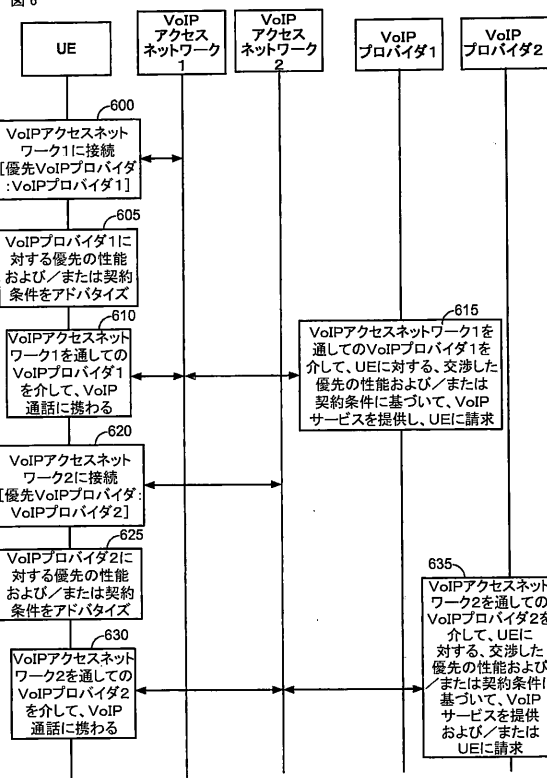 図 6
UE
VoIP
アクセス
ネットワーク
1
VoIP
アクセス
ネットワーク
2
VoIP
プロバイダ1
VoIP
プロバイダ2
600
VoIPアクセスネット
ワーク1に接続
[優先VoIPプロバイダ
:VoIPプロバイダ1]
605
VoIPプロバイダ1に
対する優先の性能
および/または契約
条件をアドバタイズ
610
VoIPアクセスネット
ワーク1を通しての
VoIPプロバイダ1
を介して、VoIP
通話に携わる
615
VoIPアクセスネットワーク1を
通してのVoIPプロバイダ1を
介して、UEに対する、交渉した
優先の性能および/または
契約条件に基づいて、VoIP
サービスを提供し、UEに請求
620
VoIPアクセスネット
ワーク2に接続
[優先VoIPプロバイダ:
VoIPプロバイダ2]
625
VoIPプロバイダ2に
対する優先の性能
および/または契約
条件をアドバタイズ
630
VoIPアクセスネット
ワーク2を通しての
VoIPプロバイダ2
を介して、VoIP
通話に携わる
635
VoIPアクセスネット
ワーク2を通しての
VoIPプロバイダ2を
介して、UEに
対する、交渉した
優先の性能および
/または契約条件に
基づいて、VoIP
サービスを提供
および/または
UEに請求